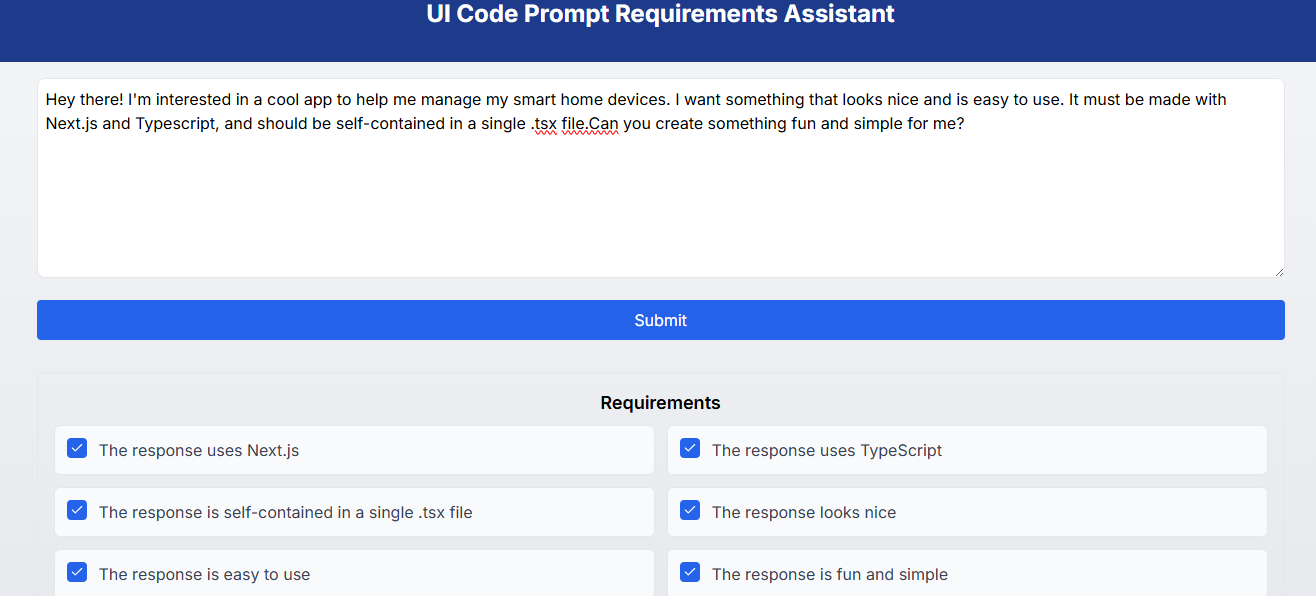 UI Code Prompt Requirements Assistant
Hey there! I'm interested in a cool app to help me manage my smart home devices. I want something that looks nice and is easy to use. It must be made with
Next.js and Typescript, and should be self-contained in a single .tsx file.Can you create something fun and simple for me?
Submit
Requirements
The response uses Next.js
The response uses TypeScript
The response is self-contained in a single .tsx file
The response looks nice
The response is easy to use
The response is fun and simple